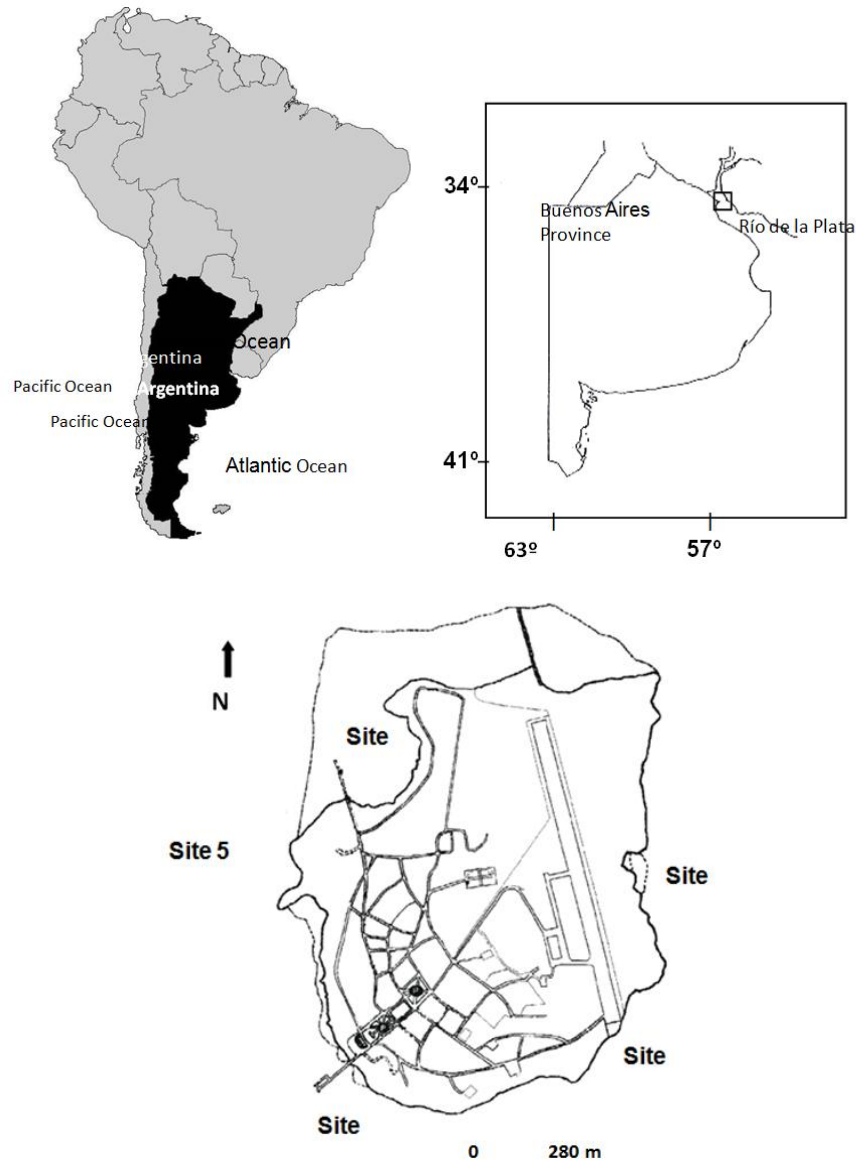 Ocean
gentina
Pacific Ocean
Argentina
Pacific Ocean
Atlantic Ocean
34º
Buenos Aires
Province
Río de la Plata
41º
63º
57º
N
Site
Site 5
Site
Site
Site
0 280 m